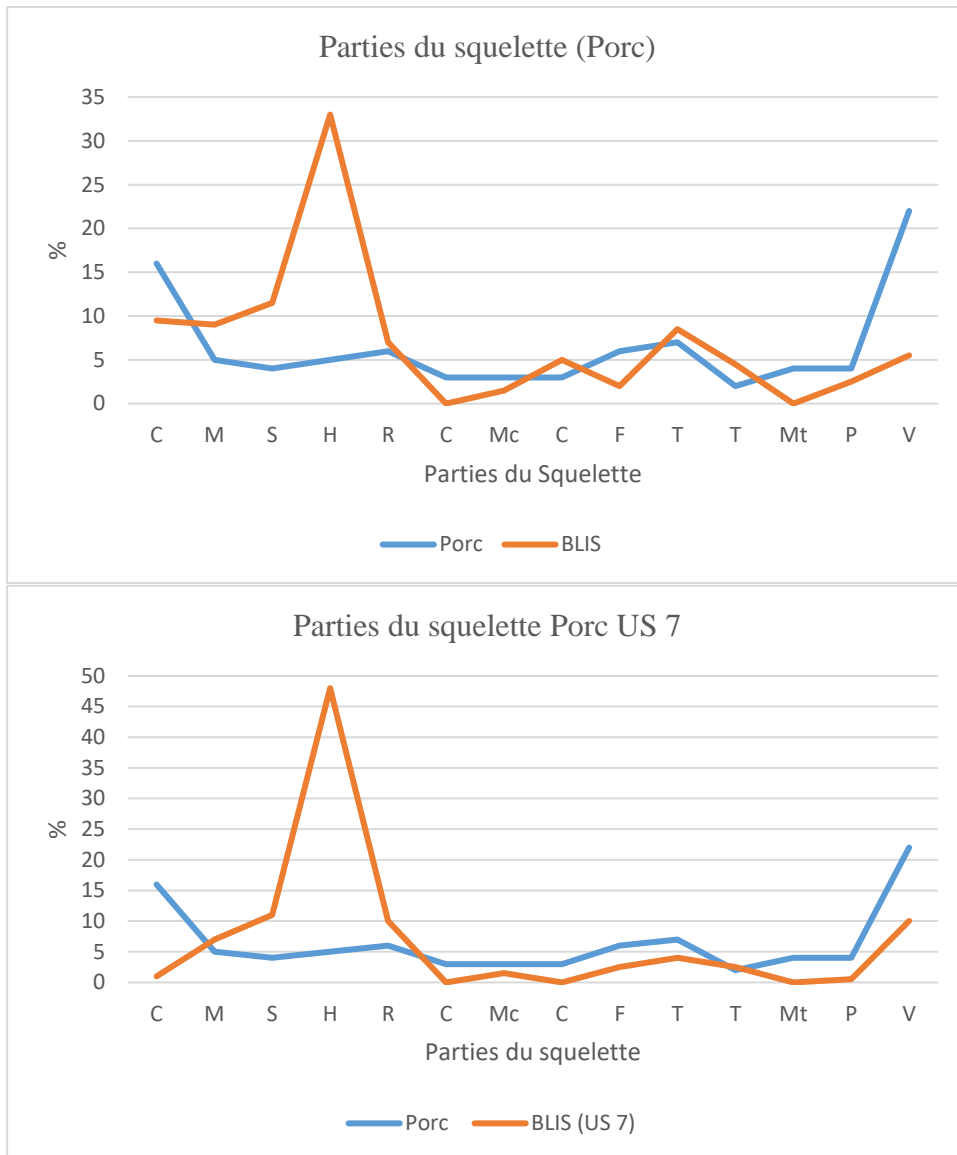 Parties du squelette (Porc)
35
30
25
20
15
10
5
0
%
C M S H R C Mc C F T T Mt P V
Parties du Squelette
Porc BLIS
Parties du squelette Porc US 7
50
45
40
35
30
25
20
15
10
5
0
%
C M S H R C Mc C F T T Mt P V
Parties du squelette
Porc BLIS (US 7)